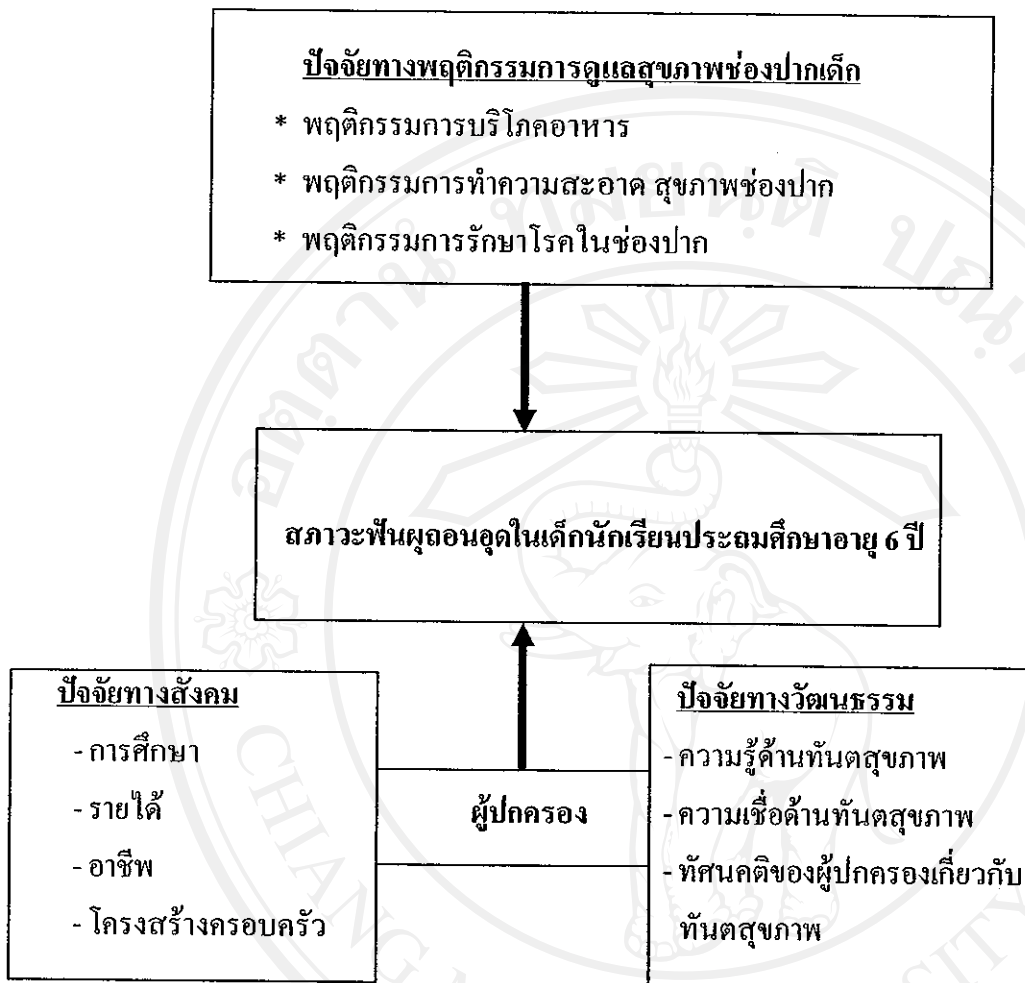 ปัจจัยทางพฤติกรรมการดูแลสุขภาพช่องปากเด็ก
* พฤติกรรมการบริโภคอาหาร
* พฤติกรรมการทำความสะอาด สุขภาพช่องปาก
* พฤติกรรมการรักษาโรคในช่องปาก
สภาวะฟันผุถอนอุดในเด็กนักเรียนประถมศึกษาอายุ 6 ปี
ปัจจัยทางสังคม
- การศึกษา
- รายได้
- อาชีพ
- โครงสร้างครอบครัว
ผู้ปกครอง
ปัจจัยทางวัฒนธรรม
- ความรู้ด้านทันตสุขภาพ
- ความเชื่อด้านทันตสุขภาพ
- ทัศนคติของผู้ปกครองเกี่ยวกับ
ทันตสุขภาพ